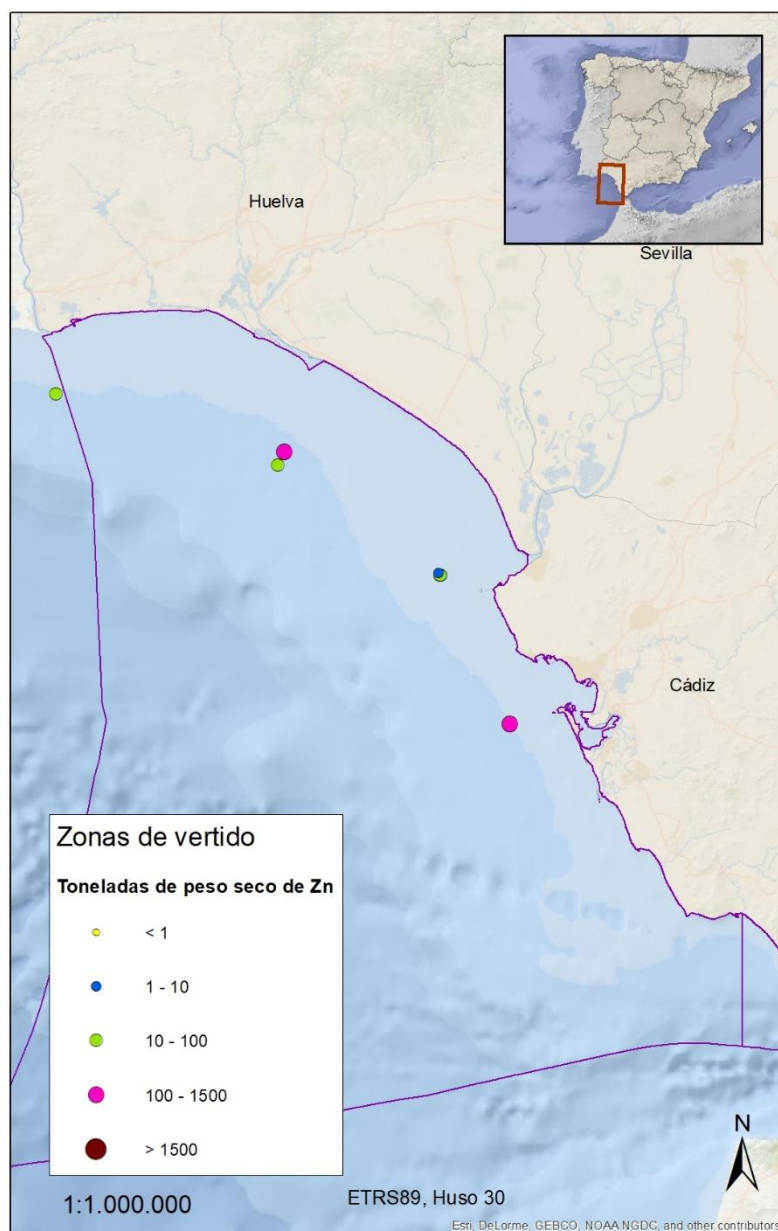 Huelva
Sevilla
Cádiz
Zonas de vertido
Toneladas de peso seco de Zn
< 1
1 - 10
10 - 100
100 - 1500
> 1500
N
1:1.000.000
ETRS89, Huso 30
Esri, DeLorme, GEBCO, NOAA NGDC, and other contributors